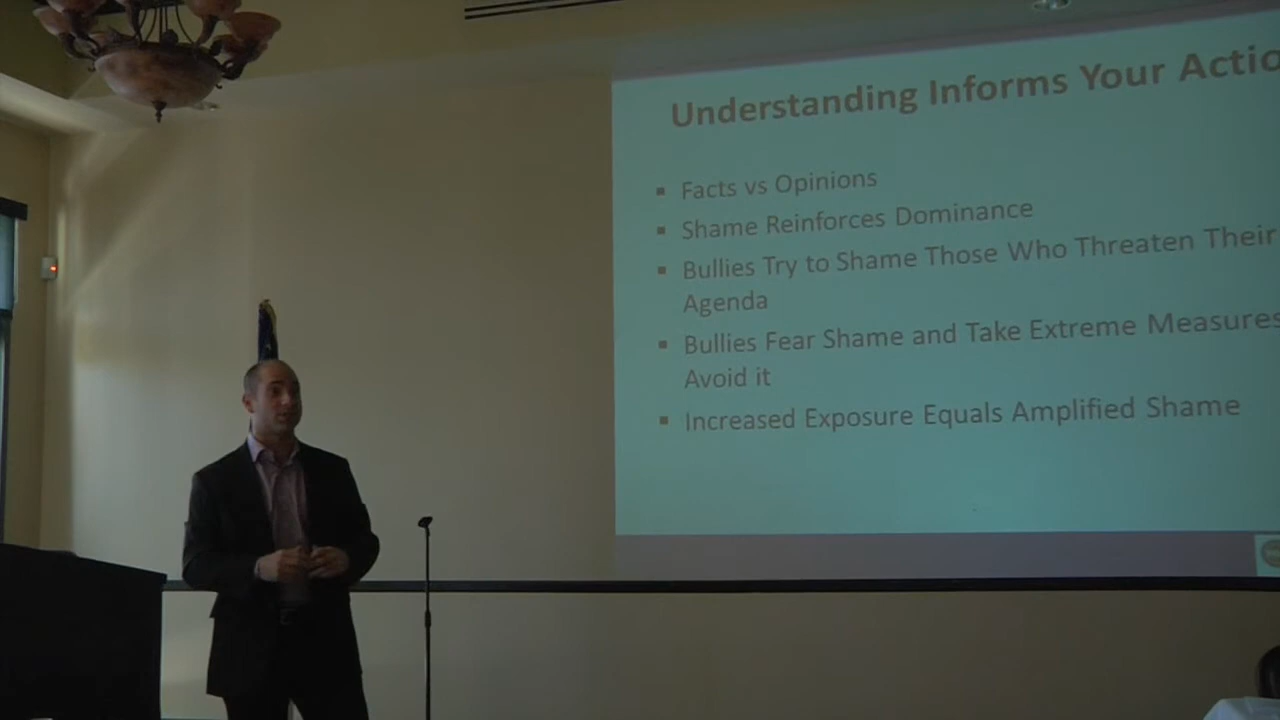 Understanding Informs Your Actio
Facts vs Opinions
Shame Reinforces Dominance
Bullies Try to Shame Those Who Threaten Their
Agenda
Bullies Fear Shame and Take Extreme Measures
Avoid it
Increased Exposure Equals Amplified Shame